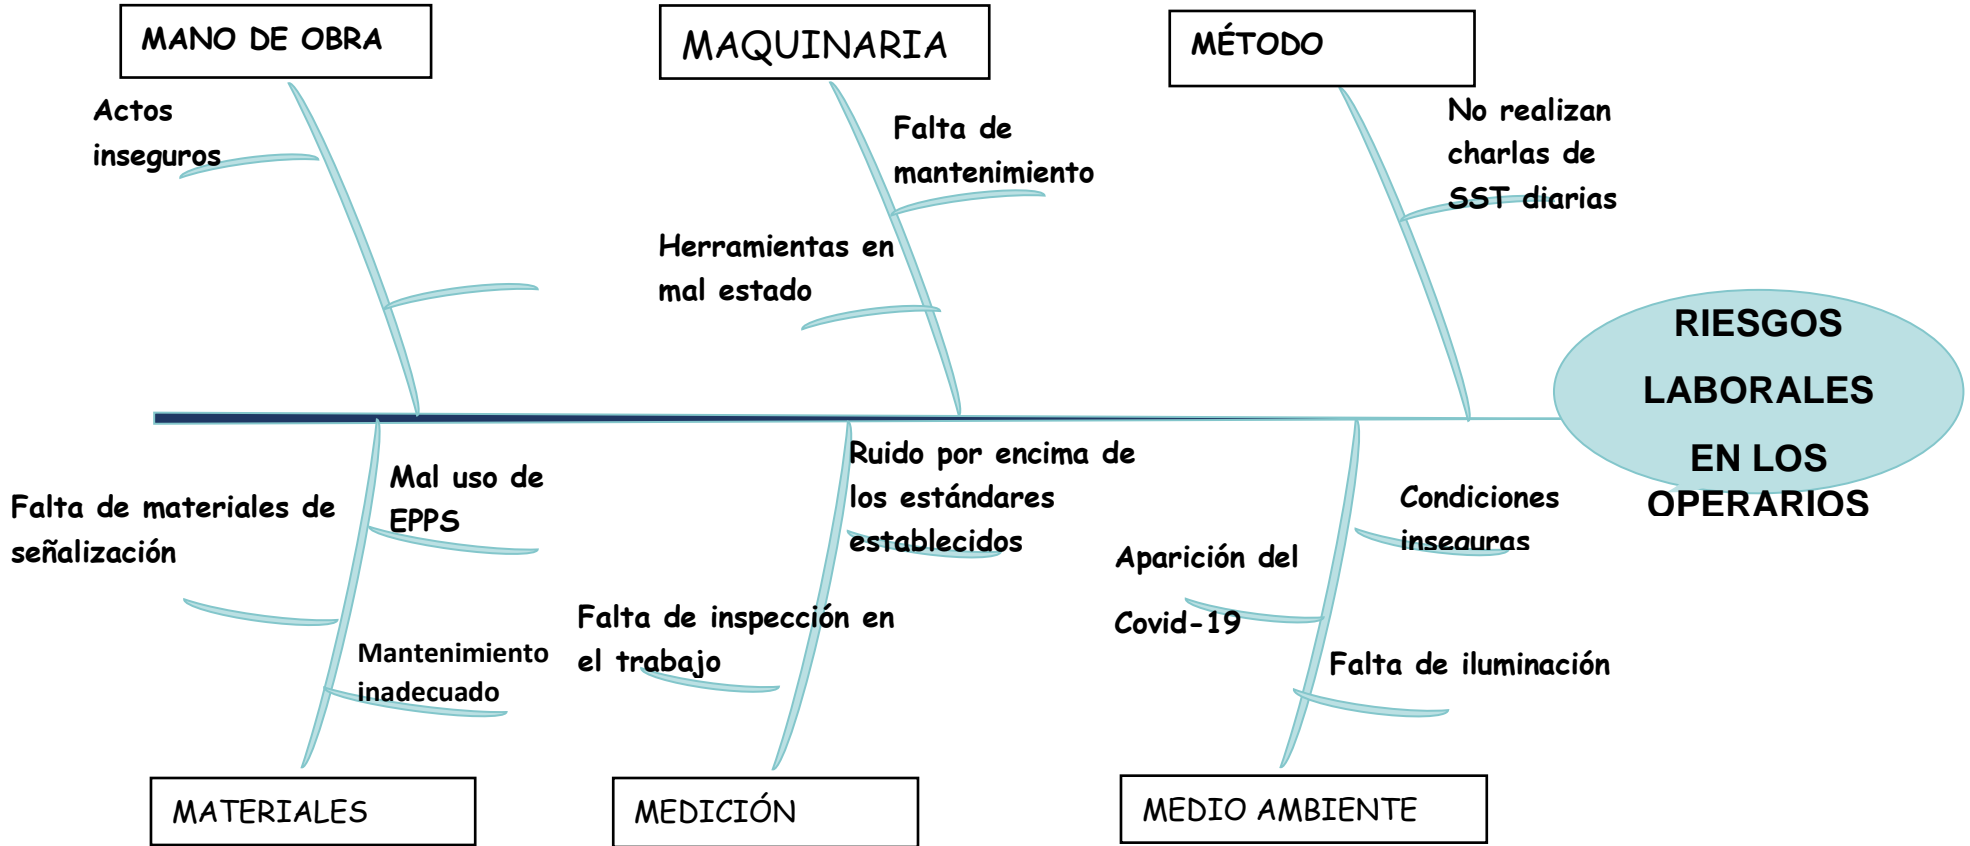 MANO DE OBRA
MAQUINARIA
MÉTODO
Actos
inseguros
Falta de
mantenimiento
Herramientas en
mal estado
No realizan
charlas de
SST diarias
RIESGOS
LABORALES
EN LOS
OPERARIOS
Falta de materiales de
señalización
Mal uso de
EPPS
Mantenimiento
inadecuado
Ruido por encima de
los estándares
establecidos
Falta de inspección en
el trabajo
Condiciones
inseguras
Aparición del
Covid-19
Falta de iluminación
MATERIALES
MEDICIÓN
MEDIO AMBIENTE